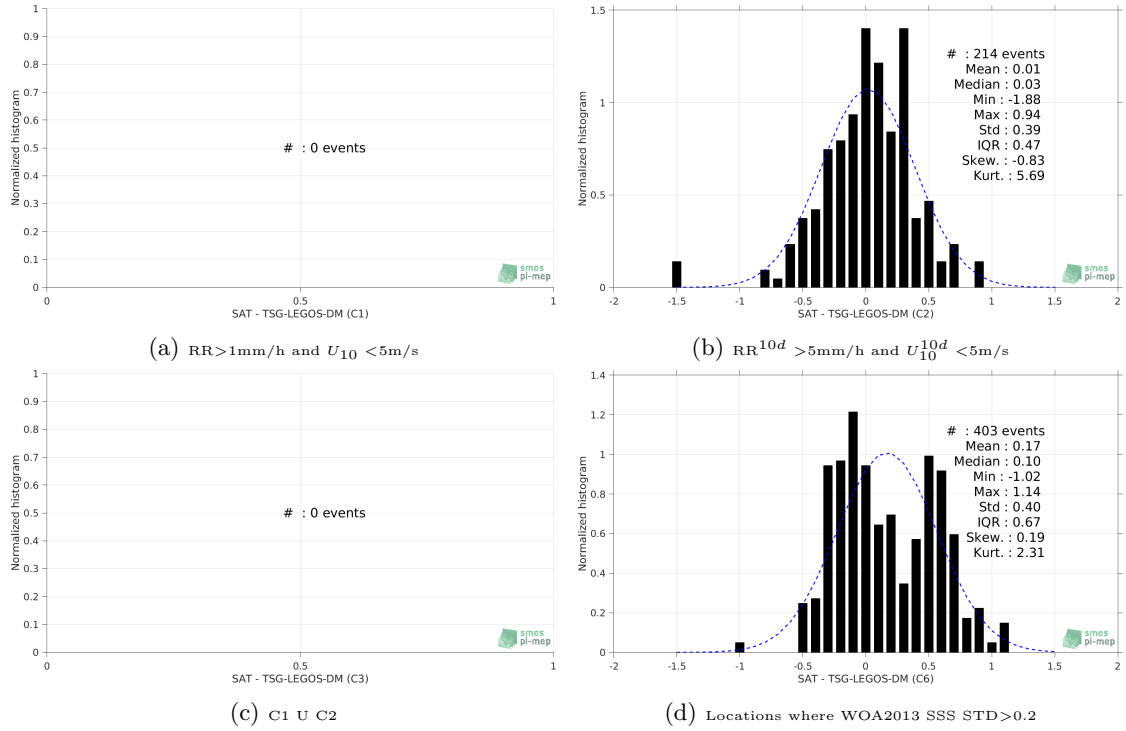 1
0.9
0.8
0.7
0.6
0.5
0.4
0.3
0.2
0.1
0
Normalized histogram
# : 0 events
smos
pi-mep
0 0.5 1
SAT - TSG-LEGOS-DM (C1)
(a) RR>1mm/h and U10 <5m/s
1.5
1
0.5
0
Normalized histogram
# : 214 events
Mean : 0.01
Median : 0.03
Min : -1.88
Max : 0.94
Std : 0.39
IQR : 0.47
Skew. : -0.83
Kurt. : 5.69
smos
pi-mep
-2 -1.5 -1 -0.5 0 0.5 1 1.5 2
SAT - TSG-LEGOS-DM (C2)
(b) RR10d >5mm/h and U10d10 <5m/s
1
0.9
0.8
0.7
0.6
0.5
0.4
0.3
0.2
0.1
0
Normalized histogram
# : 0 events
smos
pi-mep
0 0.5 1
SAT - TSG-LEGOS-DM (C3)
(c) C1 U C2
1.4
1.2
1
0.8
0.6
0.4
0.2
0
Normalized histogram
# : 403 events
Mean : 0.17
Median : 0.10
Min : -1.02
Max : 1.14
Std : 0.40
IQR : 0.67
Skew. : 0.19
Kurt. : 2.31
smos
pi-mep
-2 -1.5 -1 -0.5 0 0.5 1 1.5 2
SAT - TSG-LEGOS-DM (C6)
(d) Locations where WOA2013 SSS STD>0.2